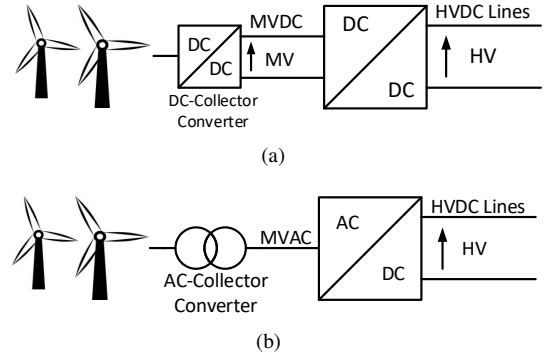 MVDC
HVDC Lines
DC
DC
MV
DC
DC
HV
DC-Collector
Converter
(a)
MVAC
AC
DC
HVDC Lines
HV
AC-Collector
Converter
(b)